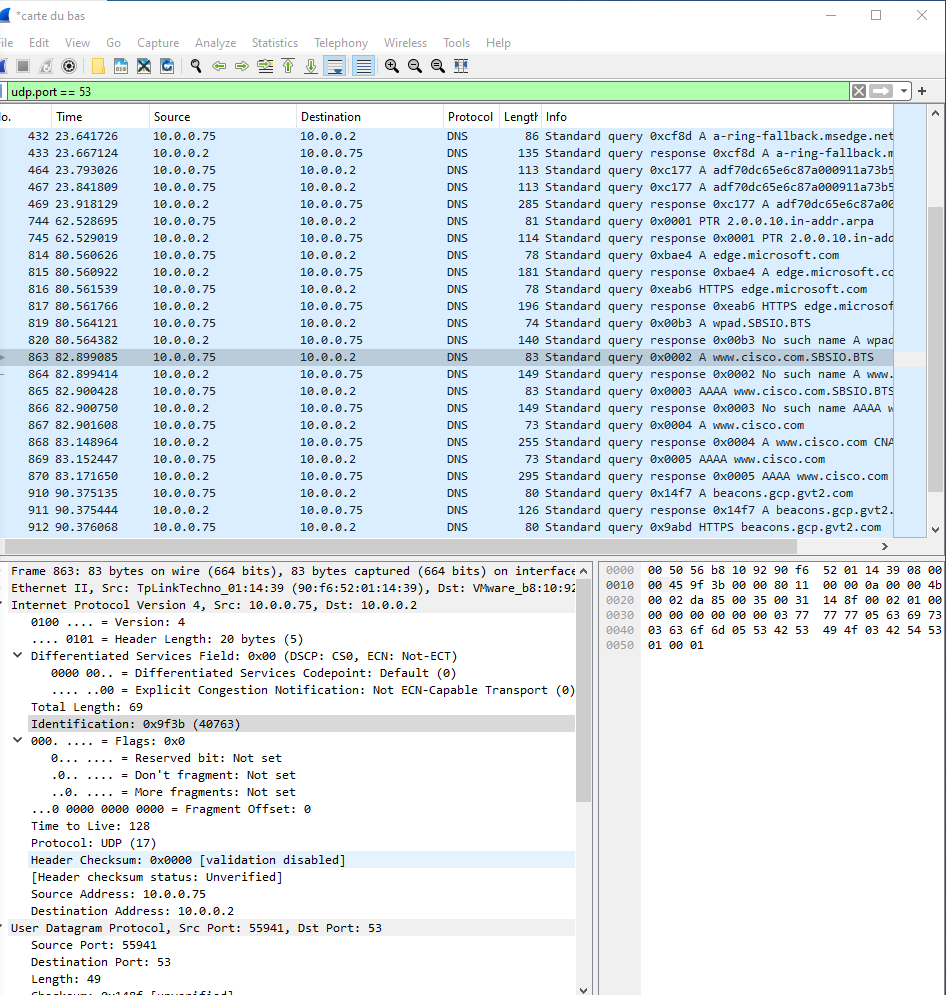 *carte du bas
File Edit View Go Capture Analyze Statistics Telephony Wireless Tools Help
udp.port == 53
No. Time Source Destination Protocol Length Info
432 23.641726 10.0.0.75 10.0.0.2 DNS 86 Standard query 0xcf8d A a-ring-fallback.msedge.net
433 23.667124 10.0.0.2 10.0.0.75 DNS 135 Standard query response 0xcf8d A a-ring-fallback.m
464 23.793026 10.0.0.75 10.0.0.2 DNS 113 Standard query 0xc177 A adf70dc65e6c87a000911a73b5
467 23.841809 10.0.0.75 10.0.0.2 DNS 113 Standard query 0xc177 A adf70dc65e6c87a000911a73b5
469 23.918129 10.0.0.2 10.0.0.75 DNS 285 Standard query response 0xc177 A adf70dc65e6c87a00
744 62.528695 10.0.0.75 10.0.0.2 DNS 81 Standard query 0x0001 PTR 2.0.0.10.in-addr.arpa
745 62.529019 10.0.0.2 10.0.0.75 DNS 114 Standard query response 0x0001 PTR 2.0.0.10.in-add
814 80.560626 10.0.0.75 10.0.0.2 DNS 78 Standard query 0xbae4 A edge.microsoft.com
815 80.560922 10.0.0.2 10.0.0.75 DNS 181 Standard query response 0xbae4 A edge.microsoft.co
816 80.561539 10.0.0.75 10.0.0.2 DNS 78 Standard query 0xeab6 HTTPS edge.microsoft.com
817 80.561766 10.0.0.2 10.0.0.75 DNS 196 Standard query response 0xeab6 HTTPS edge.microsof
819 80.564121 10.0.0.75 10.0.0.2 DNS 74 Standard query 0x00b3 A wpad.SBSIO.BTS
820 80.564382 10.0.0.2 10.0.0.75 DNS 140 Standard query response 0x00b3 No such name A wpad
863 82.899085 10.0.0.75 10.0.0.2 DNS 83 Standard query 0x0002 A www.cisco.com.SBSIO.BTS
864 82.899414 10.0.0.2 10.0.0.75 DNS 149 Standard query response 0x0002 No such name A www.
865 82.900428 10.0.0.75 10.0.0.2 DNS 83 Standard query 0x0003 AAAA www.cisco.com.SBSIO.BTS
866 82.900750 10.0.0.2 10.0.0.75 DNS 149 Standard query response 0x0003 No such name AAAA w
867 82.901608 10.0.0.75 10.0.0.2 DNS 73 Standard query 0x0004 A www.cisco.com
868 83.148964 10.0.0.2 10.0.0.75 DNS 255 Standard query response 0x0004 A www.cisco.com CNA
869 83.152447 10.0.0.75 10.0.0.2 DNS 73 Standard query 0x0005 AAAA www.cisco.com
870 83.171650 10.0.0.2 10.0.0.75 DNS 295 Standard query response 0x0005 AAAA www.cisco.com
910 90.375135 10.0.0.75 10.0.0.2 DNS 80 Standard query 0x14f7 A beacons.gcp.gvt2.com
911 90.375444 10.0.0.2 10.0.0.75 DNS 126 Standard query response 0x14f7 A beacons.gcp.gvt2.
912 90.376068 10.0.0.75 10.0.0.2 DNS 80 Standard query 0x9abd HTTPS beacons.gcp.gvt2.com
Frame 863: 83 bytes on wire (664 bits), 83 bytes captured (664 bits) on interface
Ethernet II, Src: TpLinkTechno_01:14:39 (90:f6:52:01:14:39), Dst: VMware_b8:10:92
Internet Protocol Version 4, Src: 10.0.0.75, Dst: 10.0.0.2
0100 .... = Version: 4
.... 0101 = Header Length: 20 bytes (5)
Differentiated Services Field: 0x00 (DSCP: CS0, ECN: Not-ECT)
0000 00.. = Differentiated Services Codepoint: Default (0)
.... ..00 = Explicit Congestion Notification: Not ECN-Capable Transport (0)
Total Length: 69
Identification: 0x9f3b (40763)
000. .... = Flags: 0x0
0... .... = Reserved bit: Not set
.0.. .... = Don't fragment: Not set
..0. .... = More fragments: Not set
...0 0000 0000 0000 = Fragment Offset: 0
Time to Live: 128
Protocol: UDP (17)
Header Checksum: 0x0000 [validation disabled]
[Header checksum status: Unverified]
Source Address: 10.0.0.75
Destination Address: 10.0.0.2
User Datagram Protocol, Src Port: 55941, Dst Port: 53
Source Port: 55941
Destination Port: 53
Length: 49
Checksum: 0x148f [unverified]
0000 00 50 56 b8 10 92 90 f6 52 01 14 39 08 00
0010 00 45 9f 3b 00 00 80 11 00 00 0a 00 00 4b
0020 00 02 da 85 00 35 00 31 14 8f 00 02 01 00
0030 00 00 00 00 00 00 03 77 77 77 05 63 69 73
0040 03 63 6f 6d 05 53 42 53 49 4f 03 42 54 53
0050 01 00 01